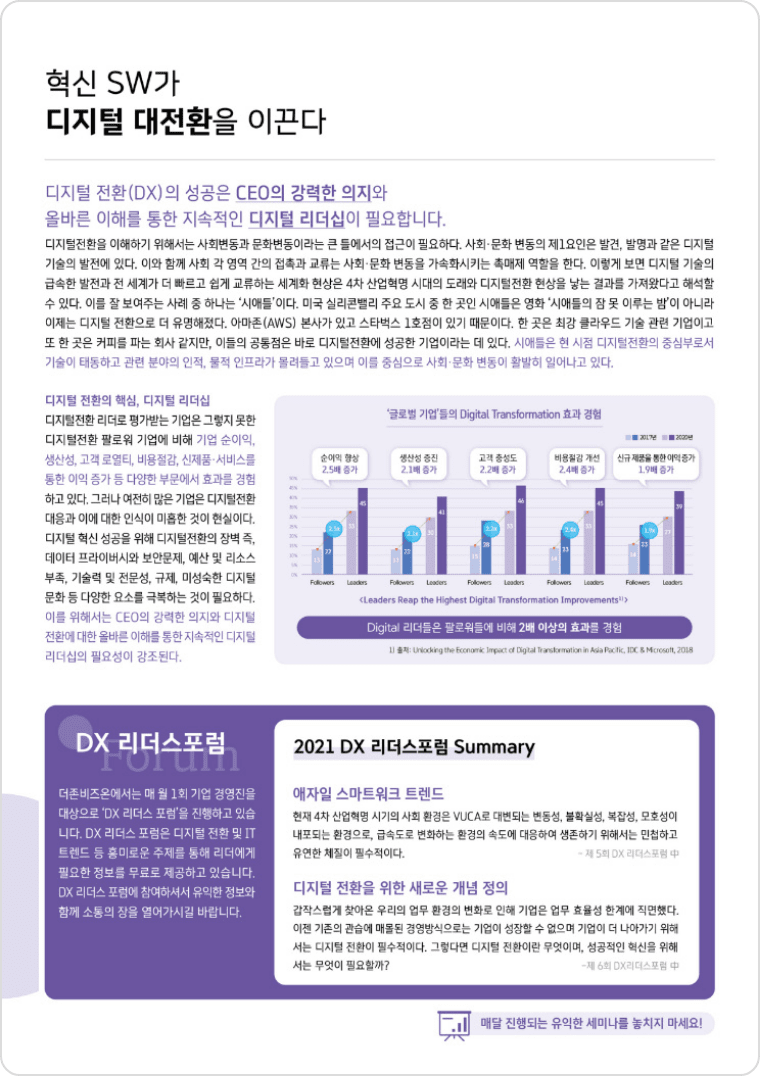 혁신 SW가
디지털 대전환을 이끈다
디지털 전환(DX)의 성공은 CEO의 강력한 의지와
올바른 이해를 통한 지속적인 디지털 리더십이 필요합니다.
디지털전환을 이해하기 위해서는 사회변동과 문화변동이라는 큰 틀에서의 접근이 필요하다. 사회·문화 변동의 제1요인은 발견, 발명과 같은 디지털
기술의 발전에 있다. 이와 함께 사회 각 영역 간의 접촉과 교류는 사회·문화 변동을 가속화시키는 촉매제 역할을 한다. 이렇게 보면 디지털 기술의
급속한 발전과 전 세계가 더 빠르고 쉽게 교류하는 세계화 현상은 4차 산업혁명 시대의 도래와 디지털전환 현상을 낳는 결과를 가져왔다고 해석할
수 있다. 이를 잘 보여주는 사례 중 하나는 '시애틀'이다. 미국 실리콘밸리 주요 도시 중 한 곳인 시애틀은 영화 '시애틀의 잠 못 이루는 밤'이 아니라
이제는 디지털 전환으로 더 유명해졌다. 아마존(AWS) 본사가 있고 스타벅스 1호점이 있기 때문이다. 한 곳은 최강 클라우드 기술 관련 기업이고
또 한 곳은 커피를 파는 회사 같지만, 이들의 공통점은 바로 디지털전환에 성공한 기업이라는 데 있다. 시애틀은 현 시점 디지털전환의 중심부로서
기술이 태동하고 관련 분야의 인적, 물적 인프라가 몰려들고 있으며 이를 중심으로 사회·문화 변동이 활발히 일어나고 있다.
디지털 전환의 핵심, 디지털 리더십
디지털전환 리더로 평가받는 기업은 그렇지 못한
디지털전환 팔로워 기업에 비해 기업 순이익,
생산성, 고객 로열티, 비용절감, 신제품·서비스를
통한 이익 증가 등 다양한 부문에서 효과를 경험
하고 있다. 그러나 여전히 많은 기업은 디지털전환
대응과 이에 대한 인식이 미흡한 것이 현실이다.
디지털 혁신 성공을 위해 디지털전환의 장벽 즉,
데이터 프라이버시와 보안문제, 예산 및 리소스
부족, 기술력 및 전문성, 규제, 미성숙한 디지털
문화 등 다양한 요소를 극복하는 것이 필요하다.
이를 위해서는 CEO의 강력한 의지와 디지털
전환에 대한 올바른 이해를 통한 지속적인 디지털
리더십의 필요성이 강조된다.
'글로벌 기업'들의 Digital Transformation 효과 경험
2017년 2020년
순이익 향상 생산성 증진 고객 충성도 비용절감 개선 신규 제품을 통한 이익증가
2.5배 증가 2.1배 증가 2.2배 증가 2.4배 증가 1.9배 증가
45 41 45 45 39
22 22 23 23
Followers Leaders Followers Leaders Followers Leaders Followers Leaders Followers Leaders
<Leaders Reap the Highest Digital Transformation Improvements1)>
Digital 리더들은 팔로워들에 비해 2배 이상의 효과를 경험
1) 출처: Unlocking the Economic Impact of Digital Transformation in Asia Pacific, IDC & Microsoft, 2018
Forum
DX 리더스포럼
더존비즈온에서는 매 월 1회 기업 경영진을
대상으로 'DX 리더스 포럼'을 진행하고 있습
니다. DX 리더스 포럼은 디지털 전환 및 IT
트렌드 등 흥미로운 주제를 통해 리더에게
필요한 정보를 무료로 제공하고 있습니다.
DX 리더스 포럼에 참여하셔서 유익한 정보와
함께 소통의 장을 열어가시길 바랍니다.
2021 DX 리더스포럼 Summary
애자일 스마트워크 트렌드
현재 4차 산업혁명 시기의 사회 환경은 VUCA로 대변되는 변동성, 불확실성, 복잡성, 모호성이
내포되는 환경으로, 급속도로 변화하는 환경의 속도에 대응하며 생존하기 위해서는 민첩하고
유연한 체질이 필수적이다.
- 제 5회 DX 리더스포럼 中
디지털 전환을 위한 새로운 개념 정의
갑작스럽게 찾아온 우리의 업무 환경의 변화로 인해 기업은 업무 효율성 한계에 직면했다.
이젠 기존의 관습에 매몰된 경영방식으로는 기업이 성장할 수 없으며 기업이 더 나아가기 위해
서는 디지털 전환이 필수적이다. 그렇다면 디지털 전환이란 무엇이며, 성공적인 혁신을 위해
서는 무엇이 필요할까?
-제 6회 DX리더스포럼 中
매달 진행되는 유익한 세미나를 놓치지 마세요!